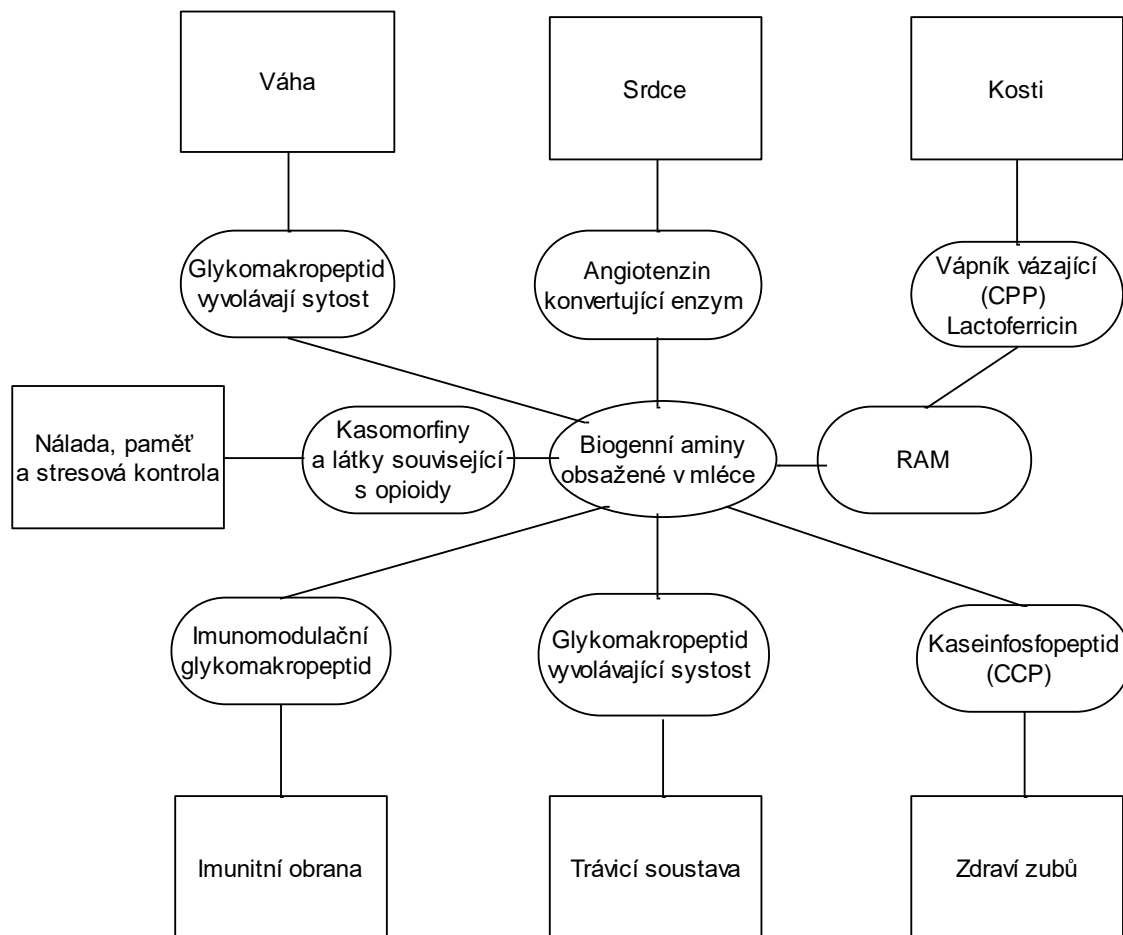 Váha
Srdce
Kosti
Glykomakropeptid
vyvolávají sytost
Angiotenzin
konvertující enzym
Vápník vázající
(CPP)
Lactoferricin
Nálada, paměť
a stresová kontrola
Kasomorfiny
a látky související
s opioidy
Biogenní aminy
obsažené v mléce
RAM
Imunomodulační
glykomakropeptid
Glykomakropeptid
vyvolávající systost
Kaseinfosfopeptid
(CCP)
Imunitní obrana
Trávicí soustava
Zdraví zubů